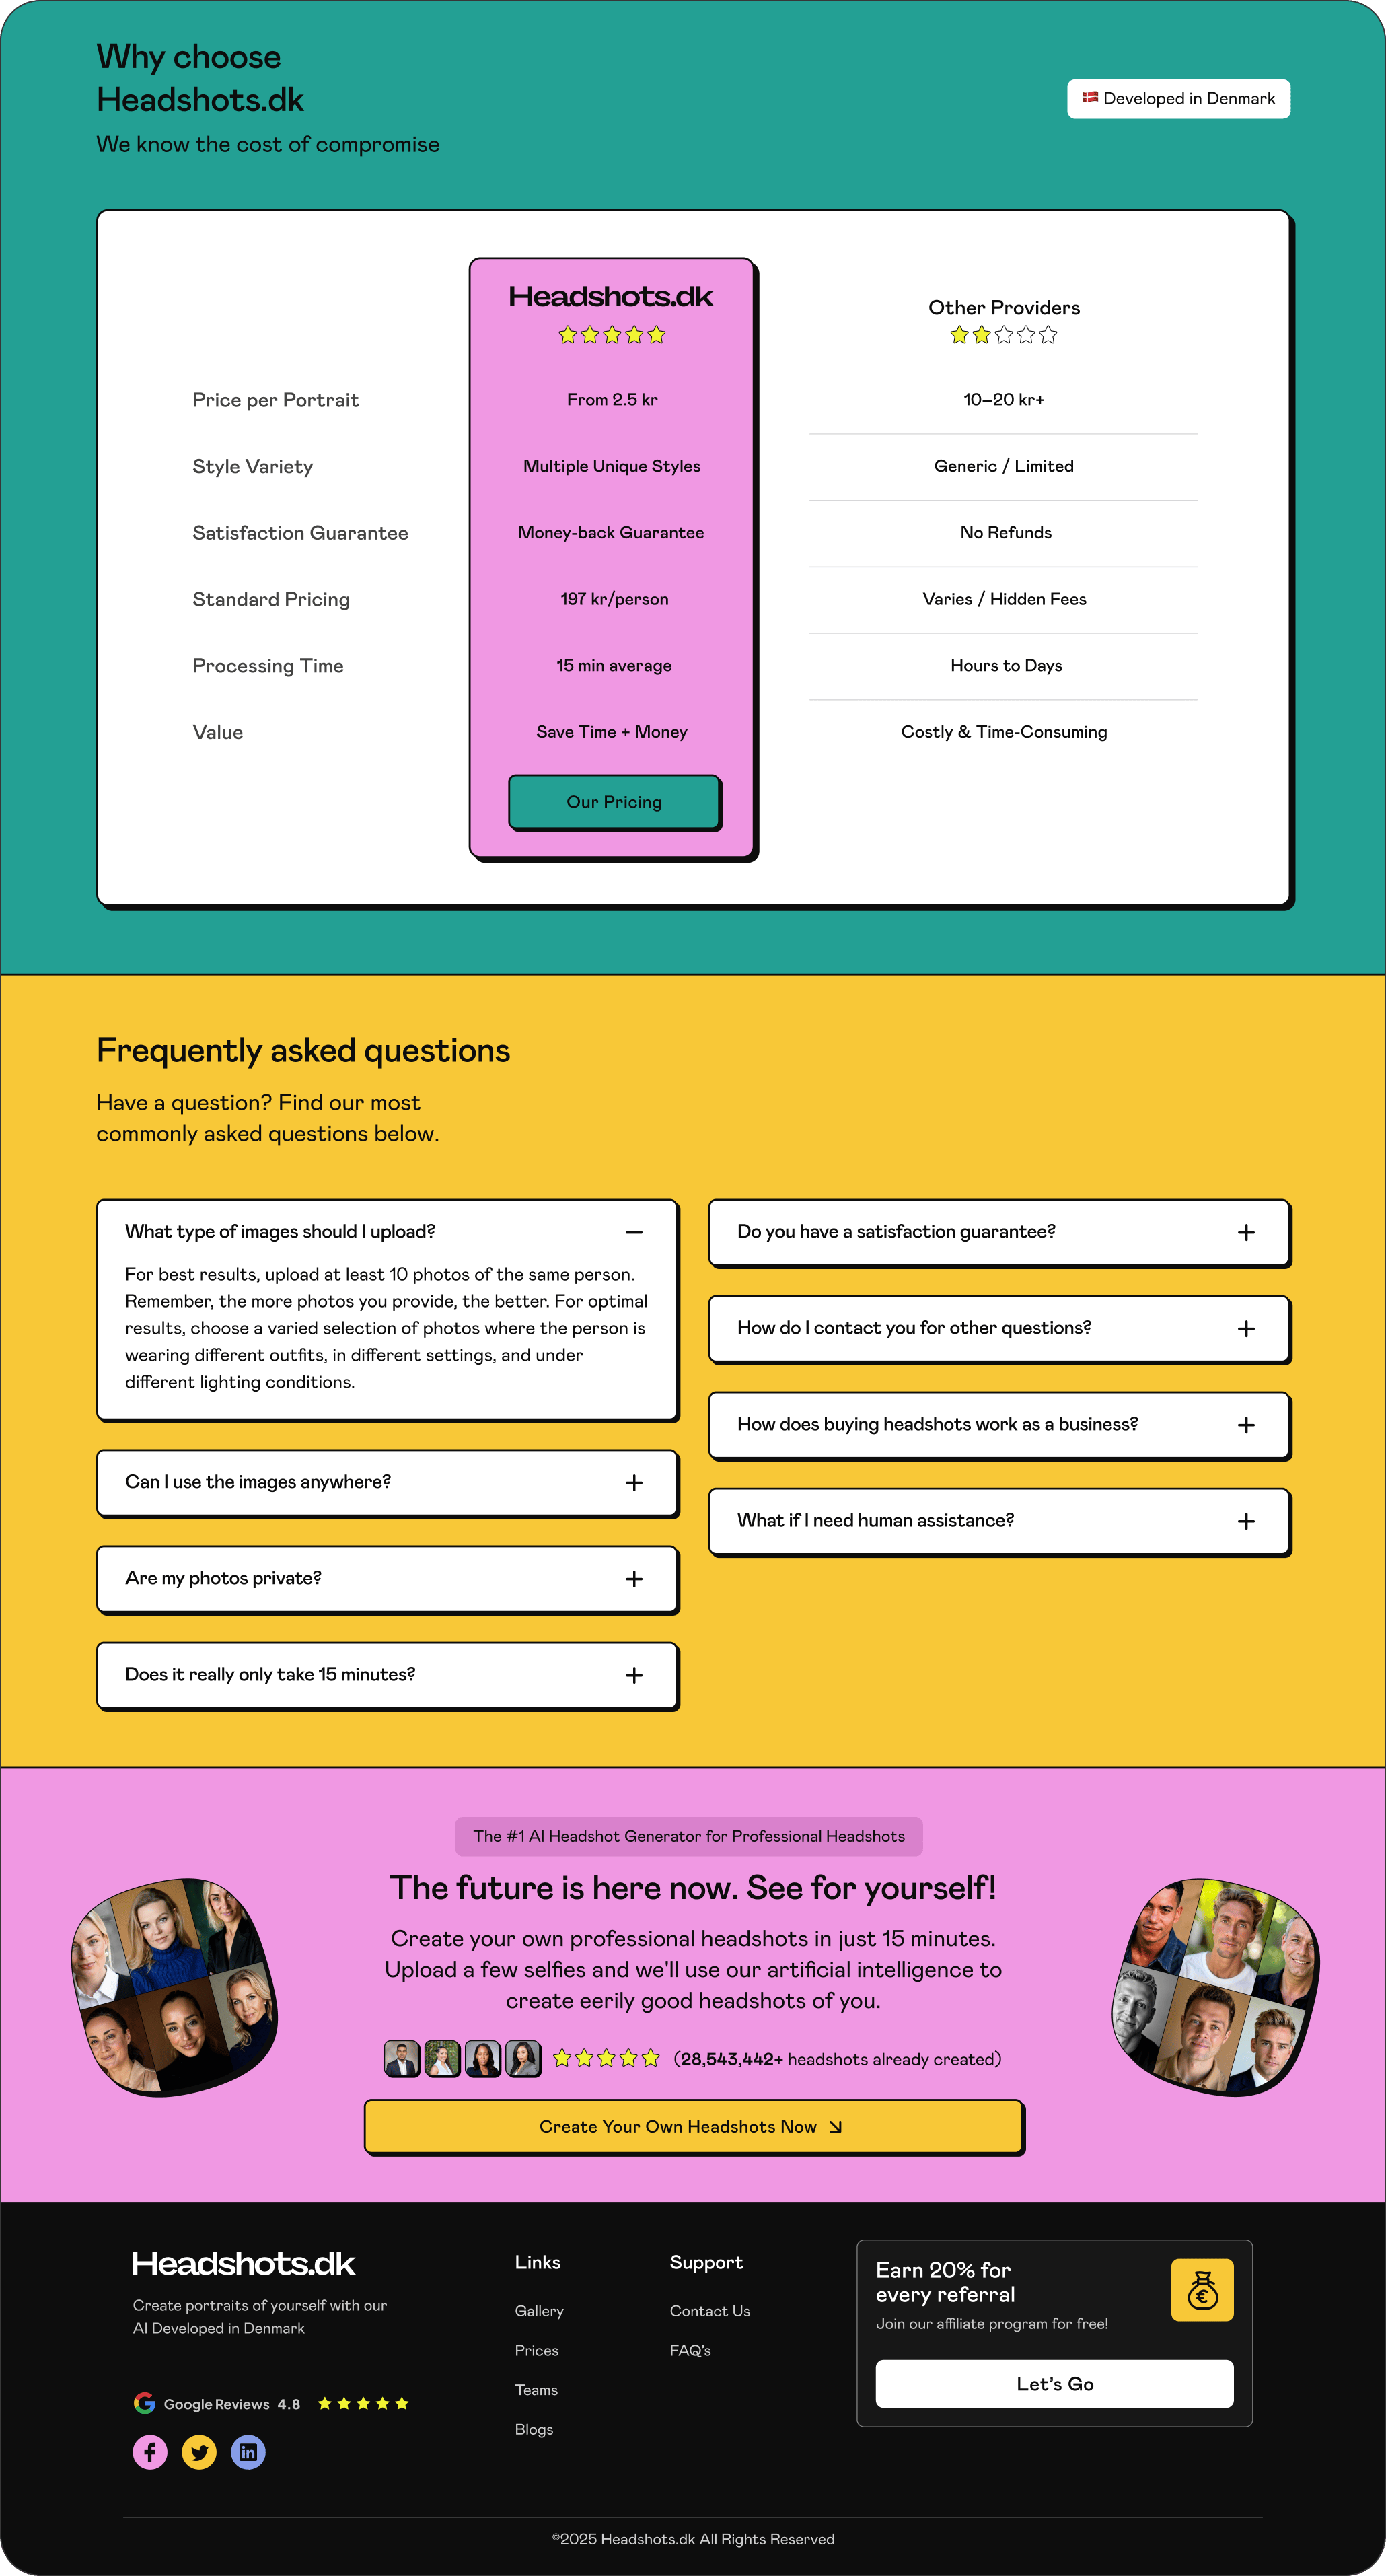 Why choose
Headshots.dk
We know the cost of compromise
Developed in Denmark
Headshots.dk
Other Providers
Price per Portrait
From 2.5 kr
10–20 kr+
Style Variety
Multiple Unique Styles
Generic / Limited
Satisfaction Guarantee
Money-back Guarantee
No Refunds
Standard Pricing
197 kr/person
Varies / Hidden Fees
Processing Time
15 min average
Hours to Days
Value
Save Time + Money
Costly & Time-Consuming
Our Pricing
Frequently asked questions
Have a question? Find our most
commonly asked questions below.
What type of images should I upload?
For best results, upload at least 10 photos of the same person.
Remember, the more photos you provide, the better. For optimal
results, choose a varied selection of photos where the person is
wearing different outfits, in different settings, and under
different lighting conditions.
Can I use the images anywhere?
Are my photos private?
Does it really only take 15 minutes?
Do you have a satisfaction guarantee?
How do I contact you for other questions?
How does buying headshots work as a business?
What if I need human assistance?
The #1 AI Headshot Generator for Professional Headshots
The future is here now. See for yourself!
Create your own professional headshots in just 15 minutes.
Upload a few selfies and we'll use our artificial intelligence to
create eerily good headshots of you.
(28,543,442+ headshots already created)
Create Your Own Headshots Now
Headshots.dk
Create portraits of yourself with our
AI Developed in Denmark
Google Reviews 4.8
Links
Gallery
Prices
Teams
Blogs
Support
Contact Us
FAQ's
Earn 20% for
every referral
Join our affiliate program for free!
Let's Go
©2025 Headshots.dk All Rights Reserved